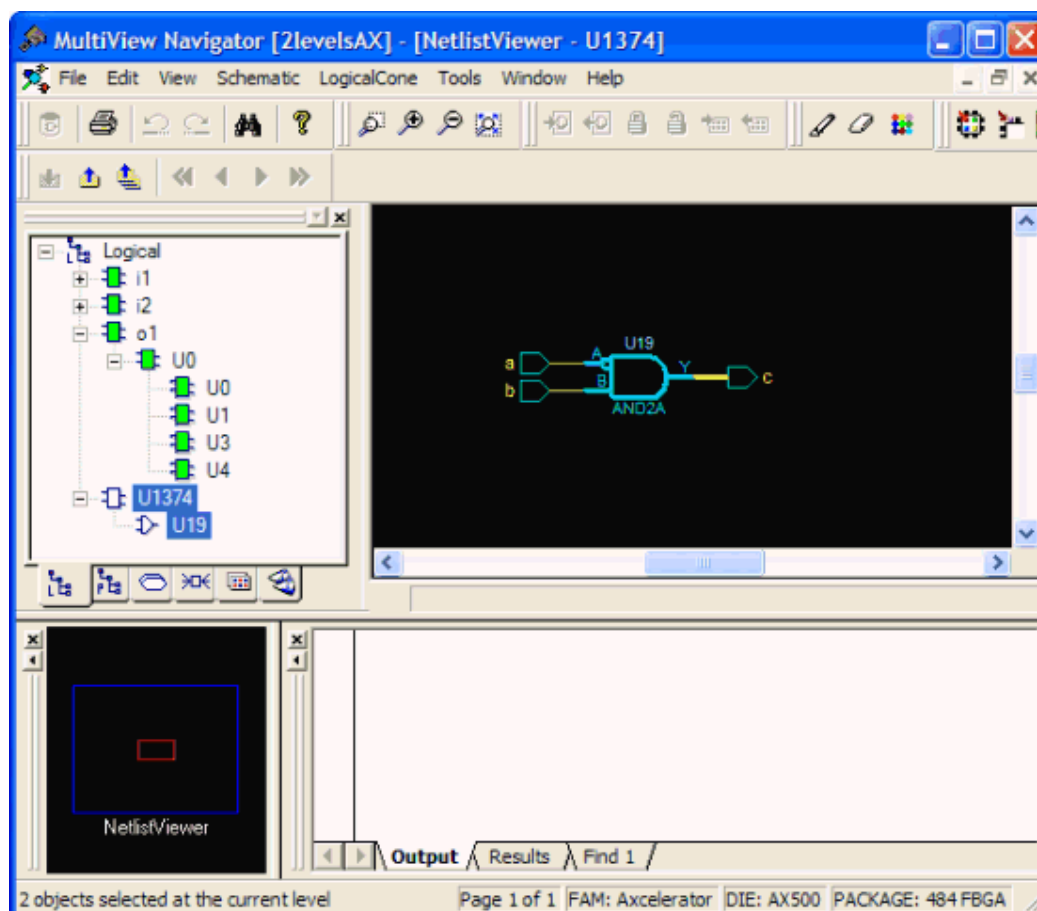 MultiView Navigator [2levelsAX] - [NetlistViewer - U1374]
File Edit View Schematic LogicalCone Tools Window Help
Logical
i1
i2
o1
U0
U0
U1
U3
U4
U1374
U19
U19
a A Y c
b B
AND2A
NetlistViewer
Output Results Find 1
2 objects selected at the current level Page 1 of 1 FAM: Axcelerator DIE: AX500 PACKAGE: 484 FBGA